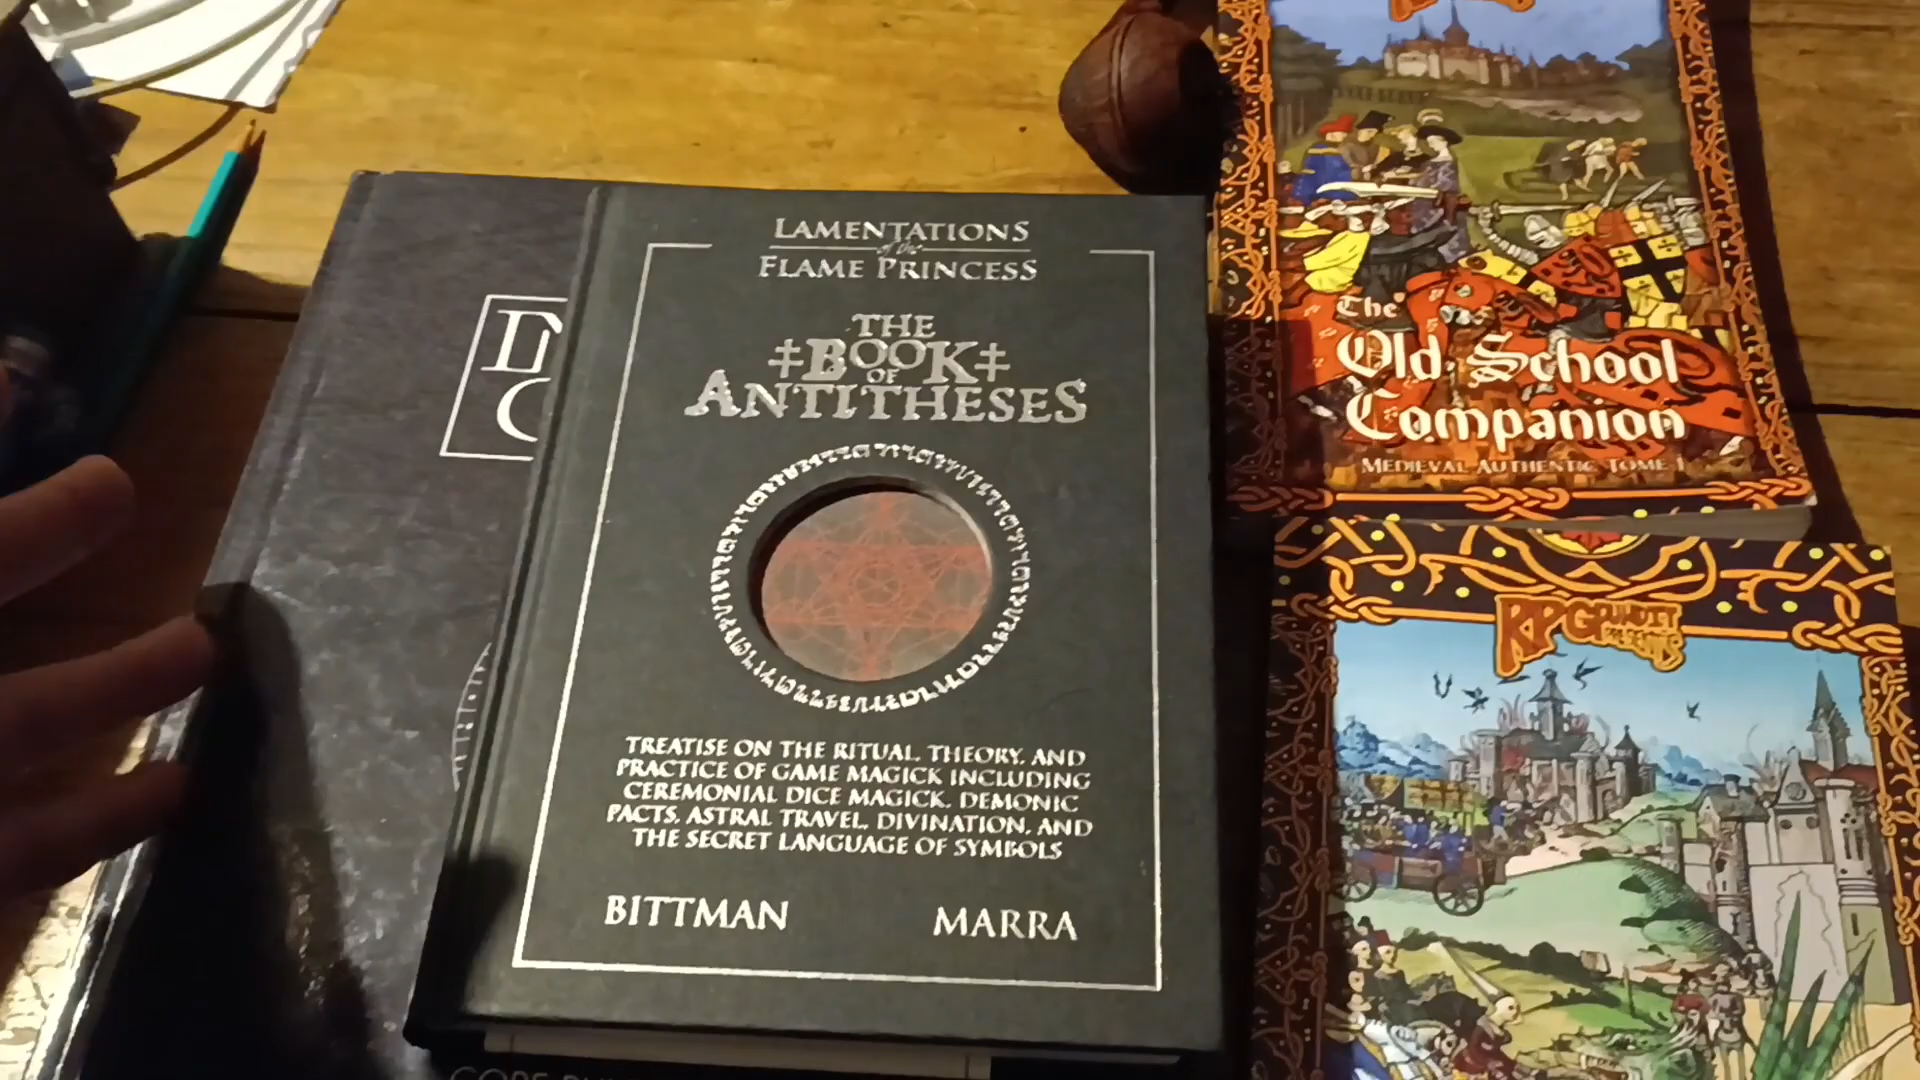 LAMENTATIONS
of the
FLAME PRINCESS
THE
‡BOOK‡
OF
ANTITHESES
TREATISE ON THE RITUAL, THEORY, AND
PRACTICE OF GAME MAGICK INCLUDING
CEREMONIAL DICE MAGICK, DEMONIC
PACTS, ASTRAL TRAVEL, DIVINATION, AND
THE SECRET LANGUAGE OF SYMBOLS
BITTMAN
MARRA
The
Old School
Companion
MEDIEVAL AUTHENTIC TOME 1
RPGPUNDIT
PRESENTS